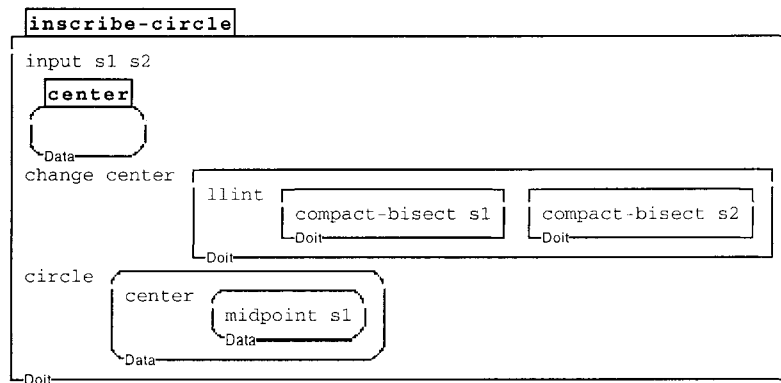 inscribe-circle
input s1 s2
center
Data
change center
llint
compact-bisect s1 compact-bisect s2
Doit Doit
Doit
circle
center
midpoint s1
Data
Data
Doit